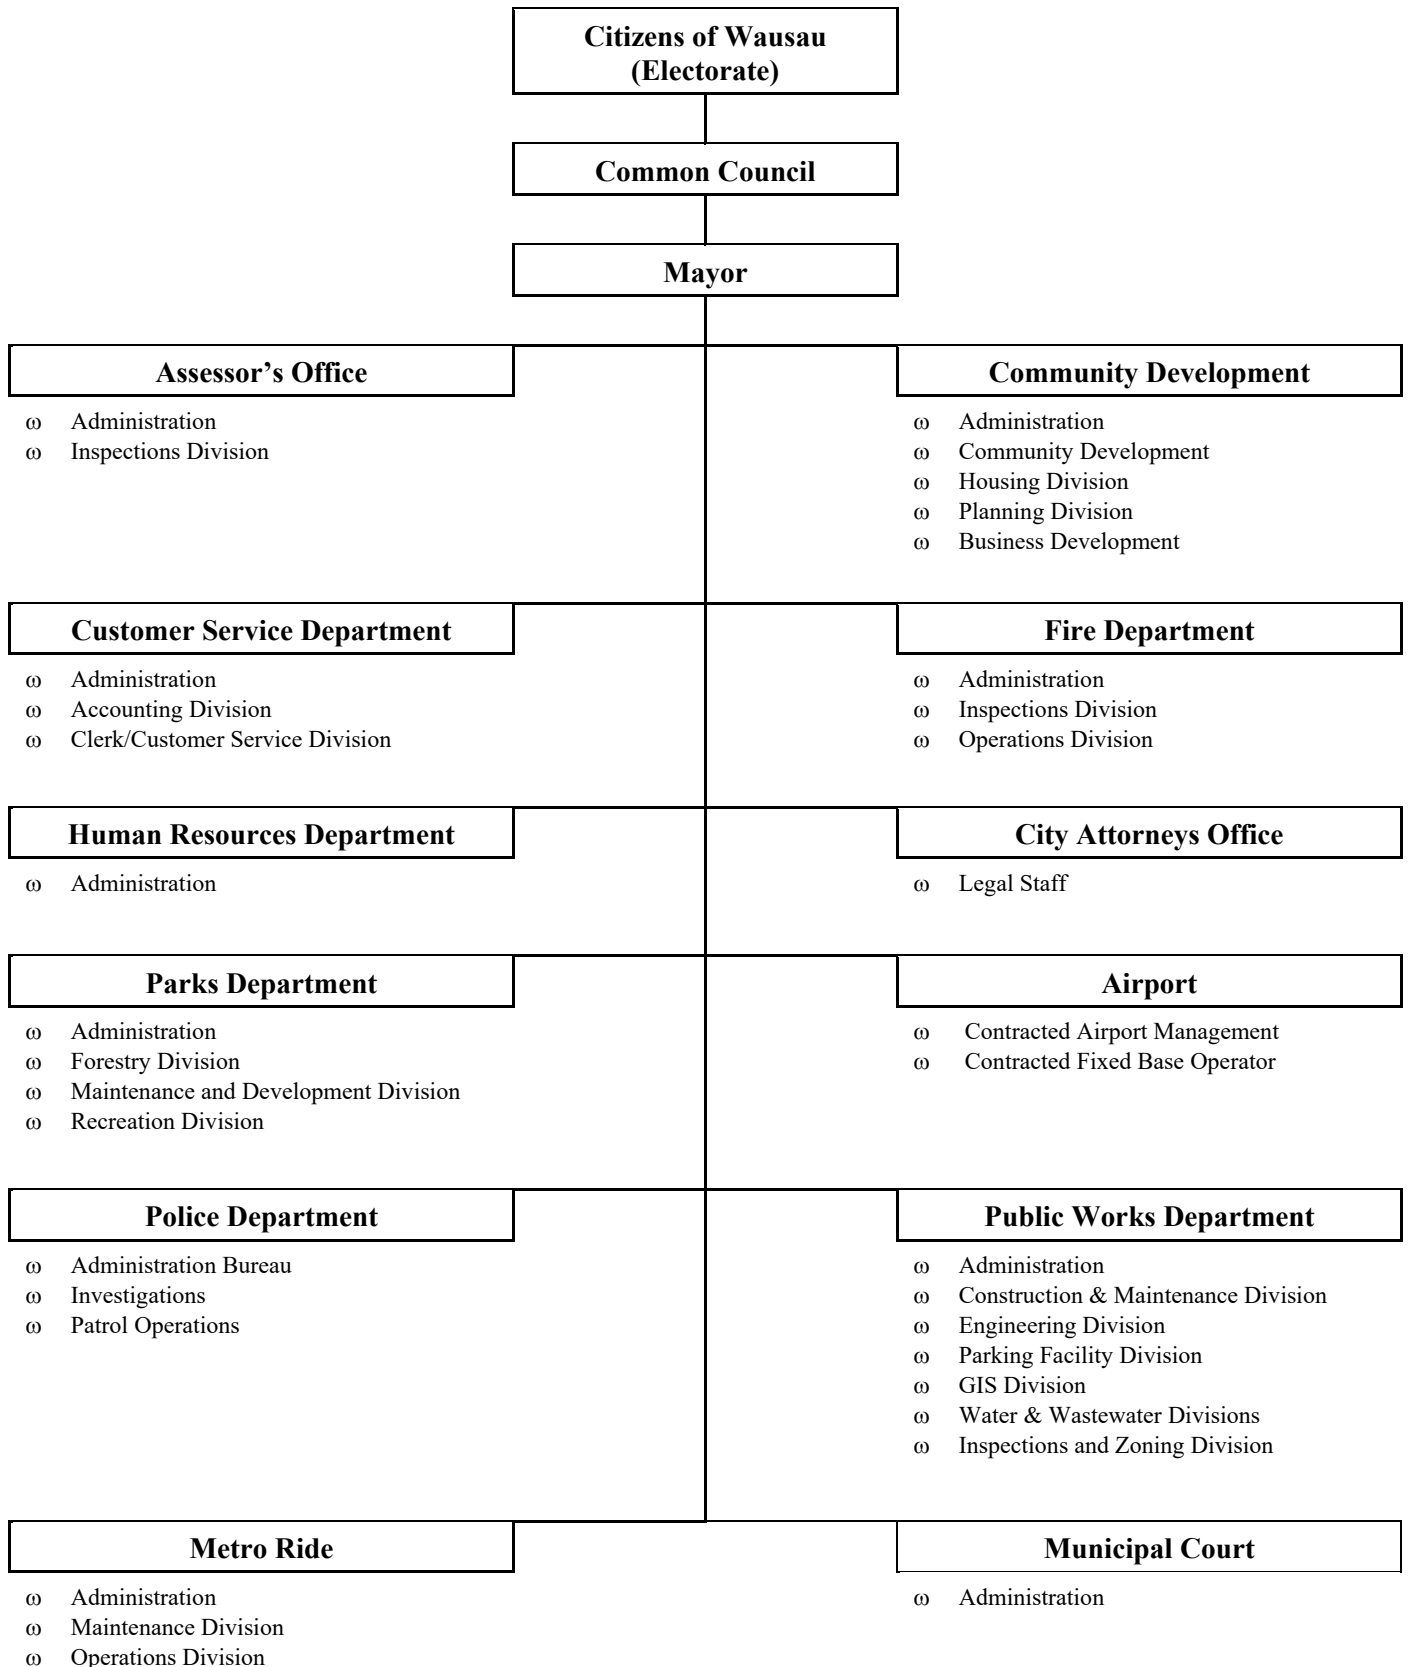 Citizens of Wausau
(Electorate)
Common Council
Mayor
Assessor’s Office
ω Administration
ω Inspections Division
Community Development
ω Administration
ω Community Development
ω Housing Division
ω Planning Division
ω Business Development
Customer Service Department
ω Administration
ω Accounting Division
ω Clerk/Customer Service Division
Fire Department
ω Administration
ω Inspections Division
ω Operations Division
Human Resources Department
ω Administration
City Attorneys Office
ω Legal Staff
Parks Department
ω Administration
ω Forestry Division
ω Maintenance and Development Division
ω Recreation Division
Airport
ω Contracted Airport Management
ω Contracted Fixed Base Operator
Police Department
ω Administration Bureau
ω Investigations
ω Patrol Operations
Public Works Department
ω Administration
ω Construction & Maintenance Division
ω Engineering Division
ω Parking Facility Division
ω GIS Division
ω Water & Wastewater Divisions
ω Inspections and Zoning Division
Metro Ride
ω Administration
ω Maintenance Division
ω Operations Division
Municipal Court
ω Administration